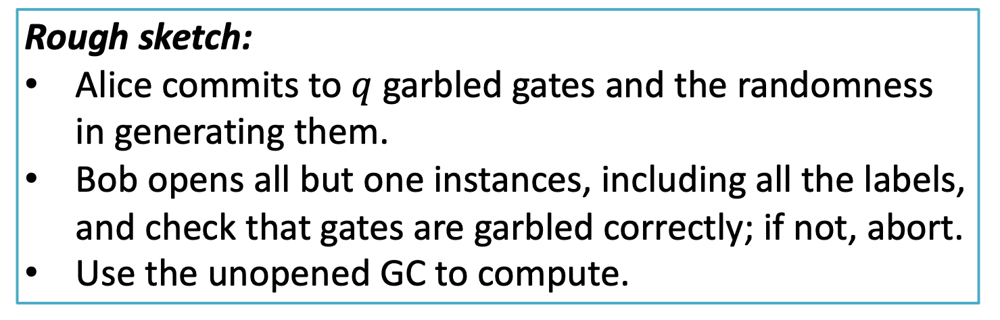 Rough sketch:
• Alice commits to q garbled gates and the randomness
in generating them.
• Bob opens all but one instances, including all the labels,
and check that gates are garbled correctly; if not, abort.
• Use the unopened GC to compute.